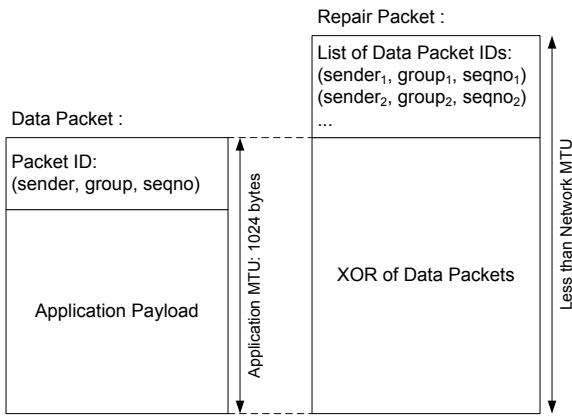 Repair Packet :
List of Data Packet IDs:
(sender₁, group₁, seqno₁)
(sender₂, group₂, seqno₂)
...
Data Packet :
Packet ID:
(sender, group, seqno)
Application Payload
Application MTU: 1024 bytes
XOR of Data Packets
Less than Network MTU